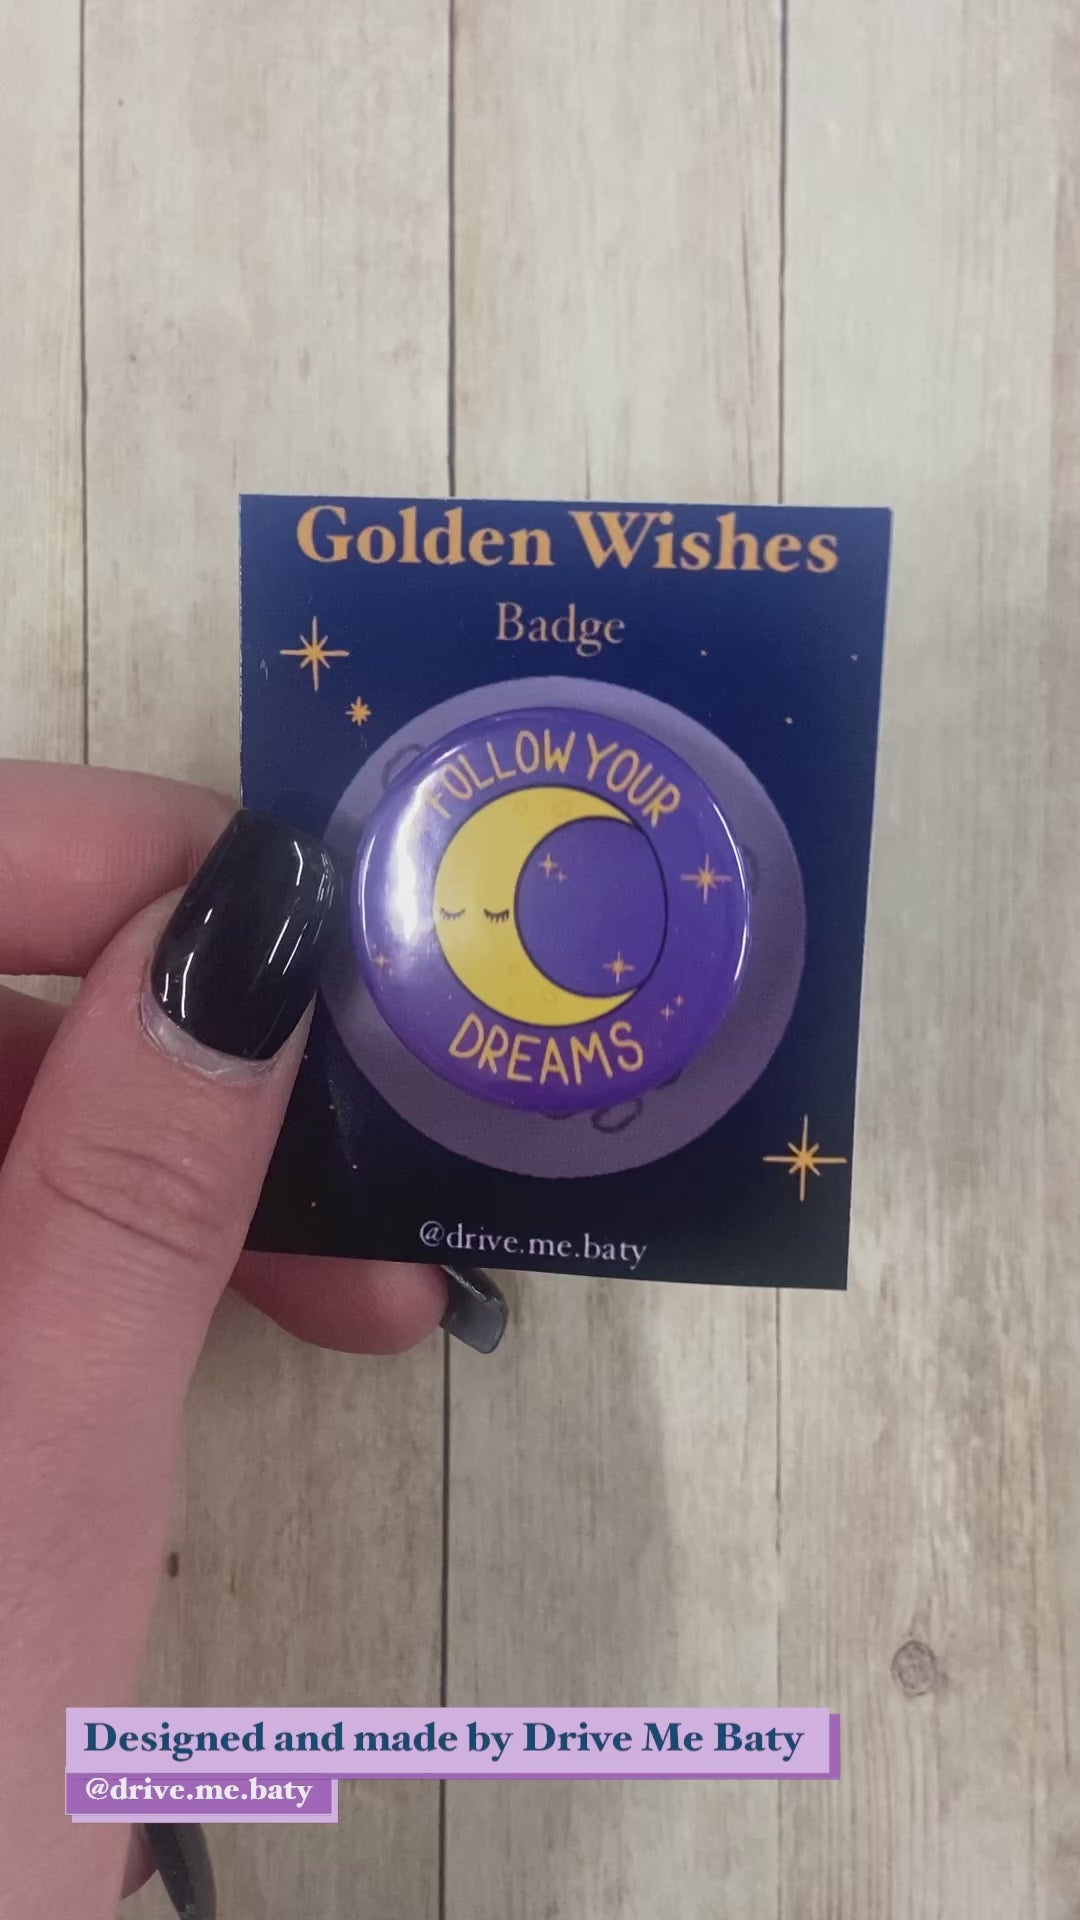 Golden Wishes
Badge
FOLLOW YOUR
DREAMS
@drive.me.baty
Designed and made by Drive Me Baty
@drive.me.baty